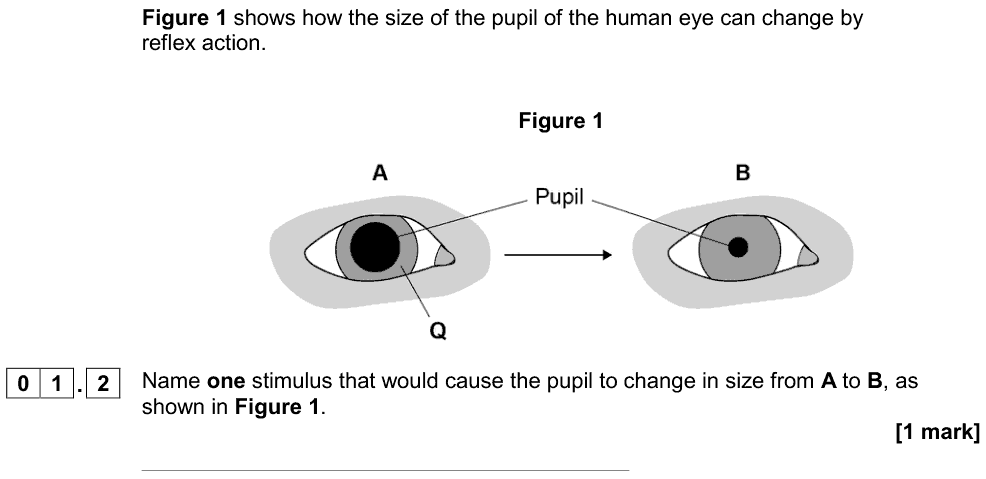 Figure 1 shows how the size of the pupil of the human eye can change by
reflex action.
Figure 1
A
B
Pupil
Q
0 1 . 2 Name one stimulus that would cause the pupil to change in size from A to B, as
shown in Figure 1.
[1 mark]